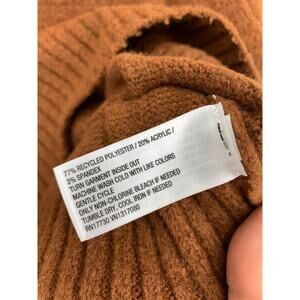 77% RECYCLED POLYESTER / 20% ACRYLIC /
3% SPANDEX
TURN GARMENT INSIDE OUT
MACHINE WASH COLD WITH LIKE COLORS
GENTLE CYCLE
ONLY NON-CHLORINE BLEACH IF NEEDED
TUMBLE DRY, COOL IRON IF NEEDED
RN17730 VN1317060